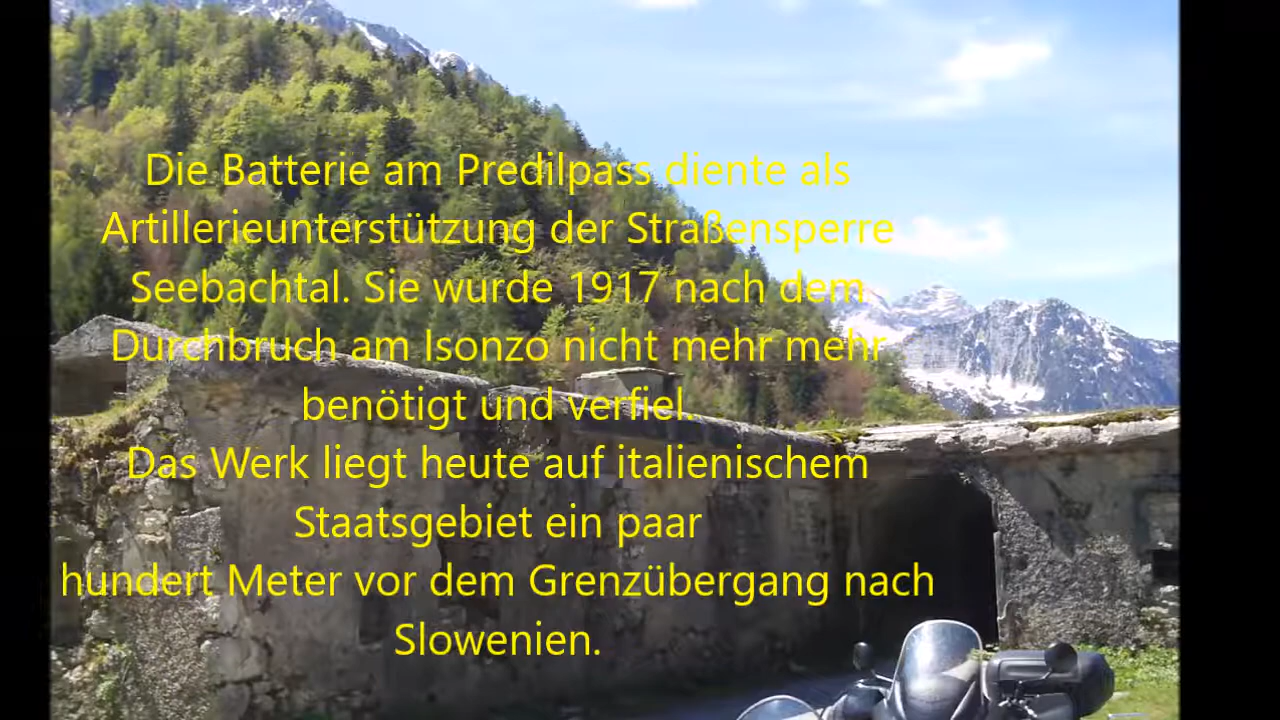 Die Batterie am Predilpass diente als
Artillerieunterstützung der Straßensperre
Seebachtal. Sie wurde 1917 nach dem
Durchbruch am Isonzo nicht mehr mehr
benötigt und verfiel.
Das Werk liegt heute auf italienischem
Staatsgebiet ein paar
hundert Meter vor dem Grenzübergang nach
Slowenien.